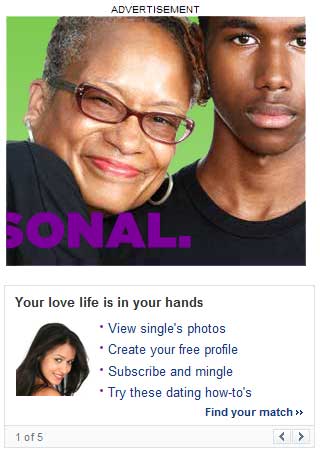 ADVERTISEMENT
SONAL.
Your love life is in your hands
• View single's photos
• Create your free profile
• Subscribe and mingle
• Try these dating how-to's
Find your match »
1 of 5